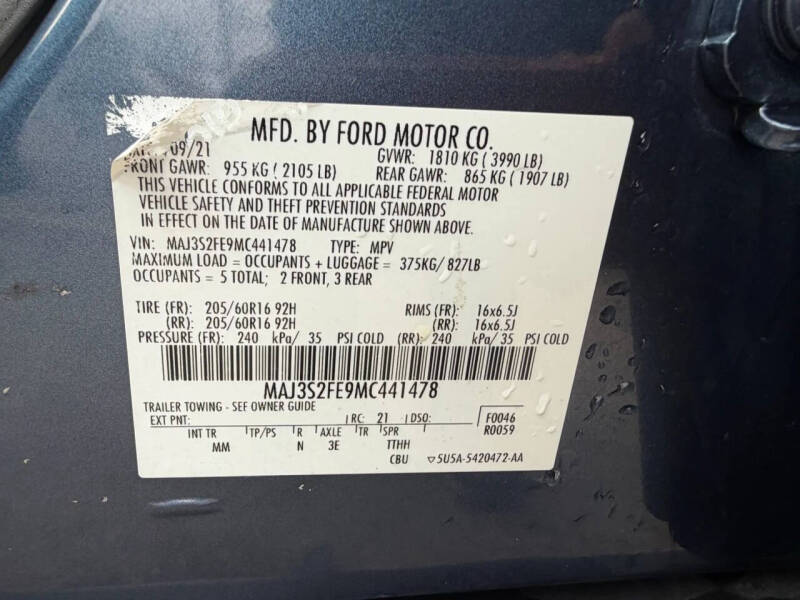 MFD. BY FORD MOTOR CO.
09/21 GVWR: 1810 KG ( 3990 LB)
FRONT GAWR: 955 KG ( 2105 LB) REAR GAWR: 865 KG ( 1907 LB)
THIS VEHICLE CONFORMS TO ALL APPLICABLE FEDERAL MOTOR
VEHICLE SAFETY AND THEFT PREVENTION STANDARDS
IN EFFECT ON THE DATE OF MANUFACTURE SHOWN ABOVE.
VIN: MAJ3S2FE9MC441478 TYPE: MPV
MAXIMUM LOAD = OCCUPANTS + LUGGAGE = 375KG/ 827LB
OCCUPANTS = 5 TOTAL; 2 FRONT, 3 REAR
TIRE (FR): 205/60R16 92H RIMS (FR): 16x6.5J
(RR): 205/60R16 92H (RR): 16x6.5J
PRESSURE (FR): 240 kPa/ 35 PSI COLD (RR): 240 kPa/ 35 PSI COLD
MAJ3S2FE9MC441478
TRAILER TOWING - SEE OWNER GUIDE
EXT PNT: RC: 21 DSO: F0046
R0059
INT TR TP/PS R AXLE TR SPR
MM N 3E TTHH
CBU ▽5U5A-5420472-AA